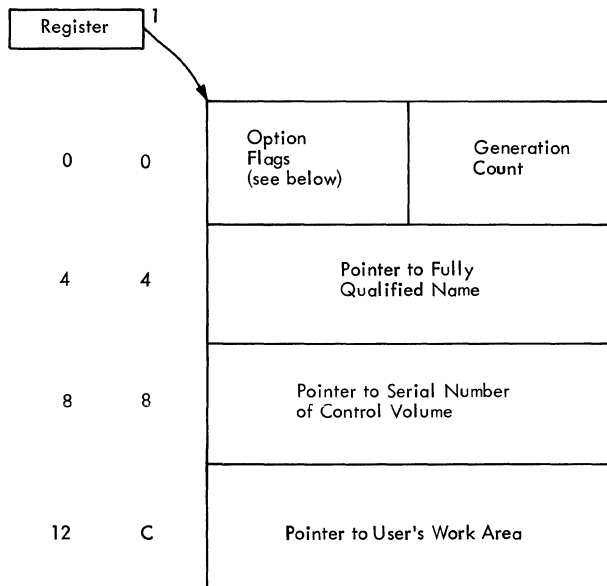 Register 1
0 0 Option
Flags
(see below)
Generation
Count
4 4 Pointer to Fully
Qualified Name
8 8 Pointer to Serial Number
of Control Volume
12 C Pointer to User's Work Area